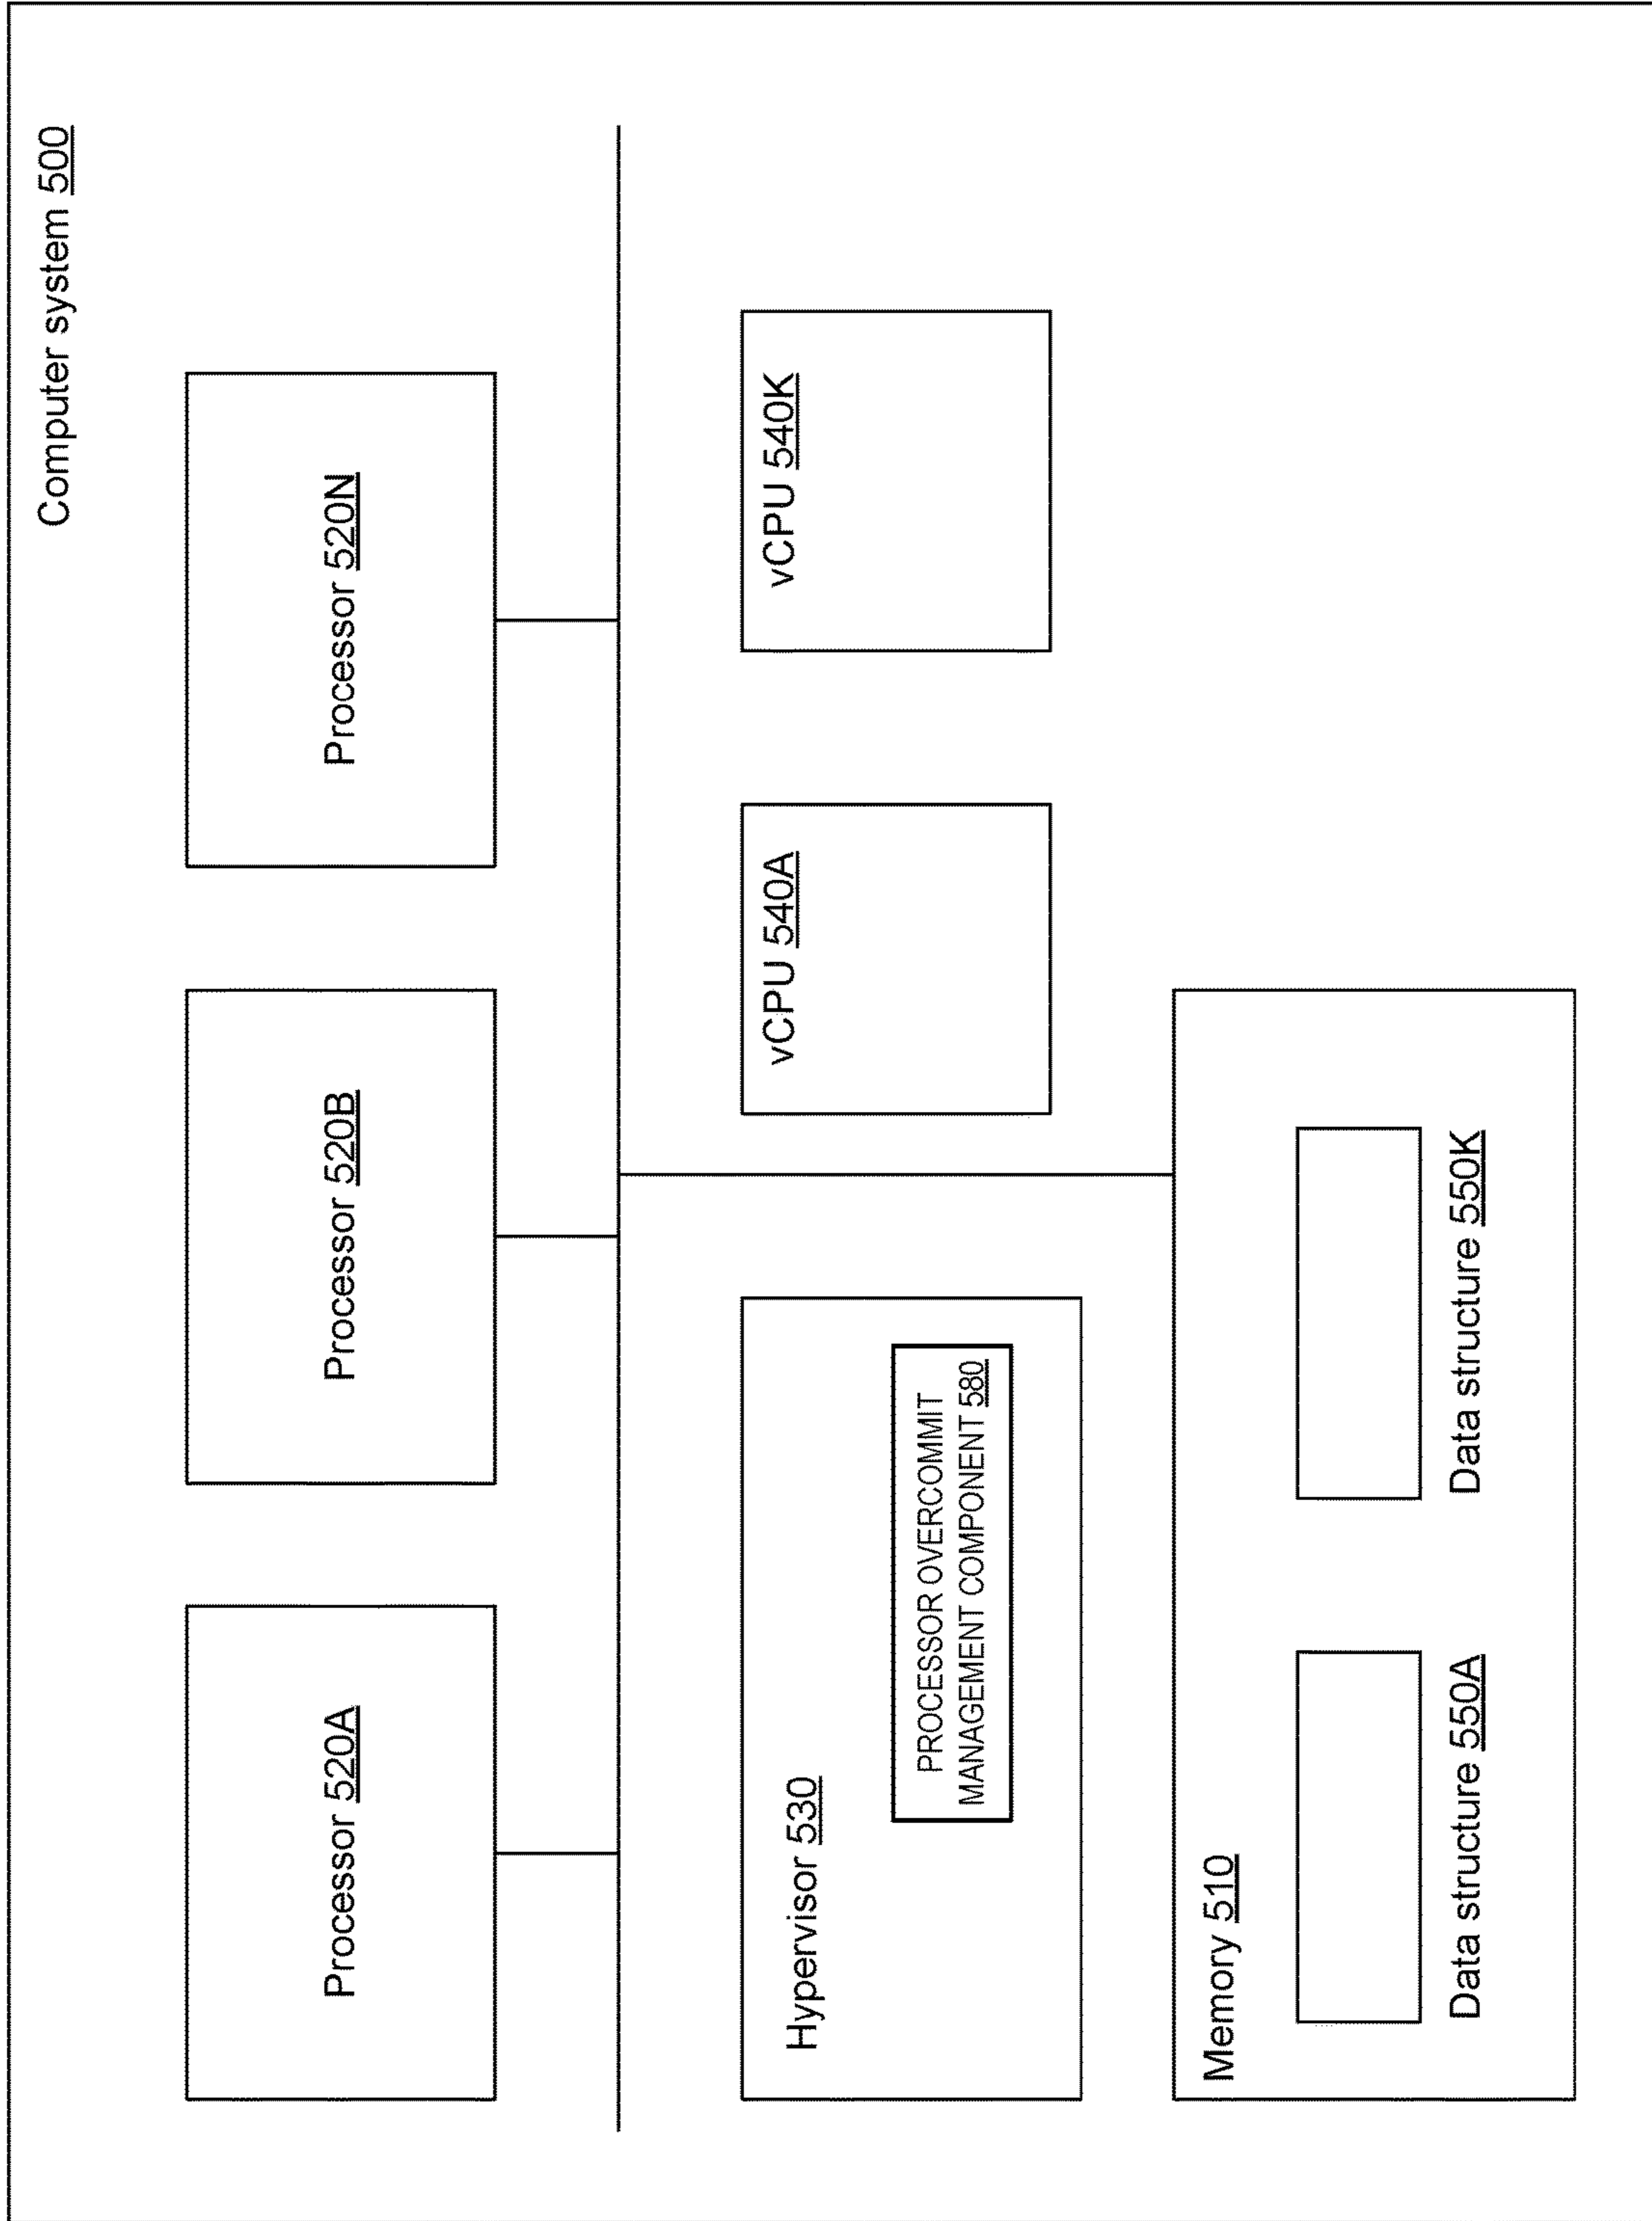 Computer system 500
Processor 520A
Processor 520B
Processor 520N
Hypervisor 530
PROCESSOR OVERCOMMIT
MANAGEMENT COMPONENT 580
vCPU 540A
vCPU 540K
Memory 510
Data structure 550A
Data structure 550K